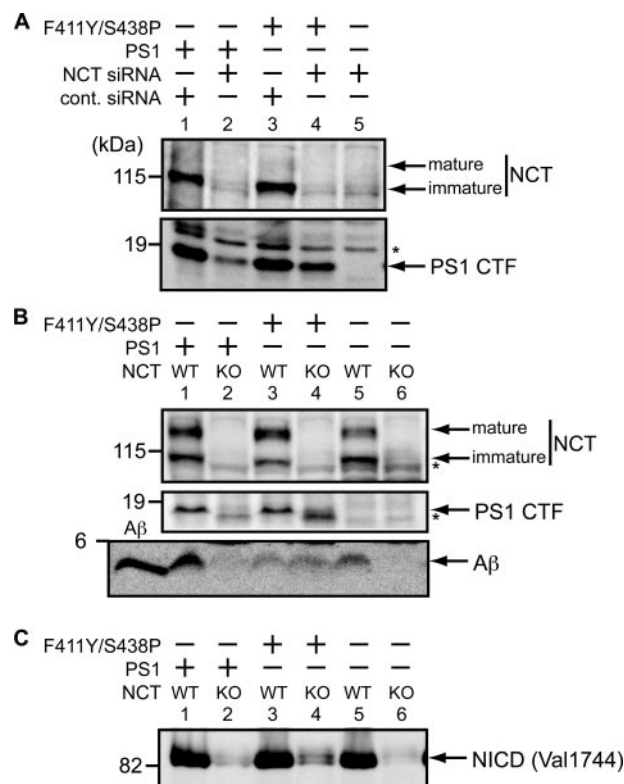 A
F411Y/S438P − − + + −
PS1 + + − − −
NCT siRNA − + − + +
cont. siRNA + − + − −
(kDa) 1 2 3 4 5
mature
115 NCT
immature
19 *
PS1 CTF
B
F411Y/S438P − − + + − −
PS1 + + − − − −
NCT WT KO WT KO WT KO
1 2 3 4 5 6
mature
NCT
115 immature
*
19 PS1 CTF
*
Aβ
6
Aβ
C
F411Y/S438P − − + + − −
PS1 + + − − − −
NCT WT KO WT KO WT KO
1 2 3 4 5 6
82 NICD (Val1744)